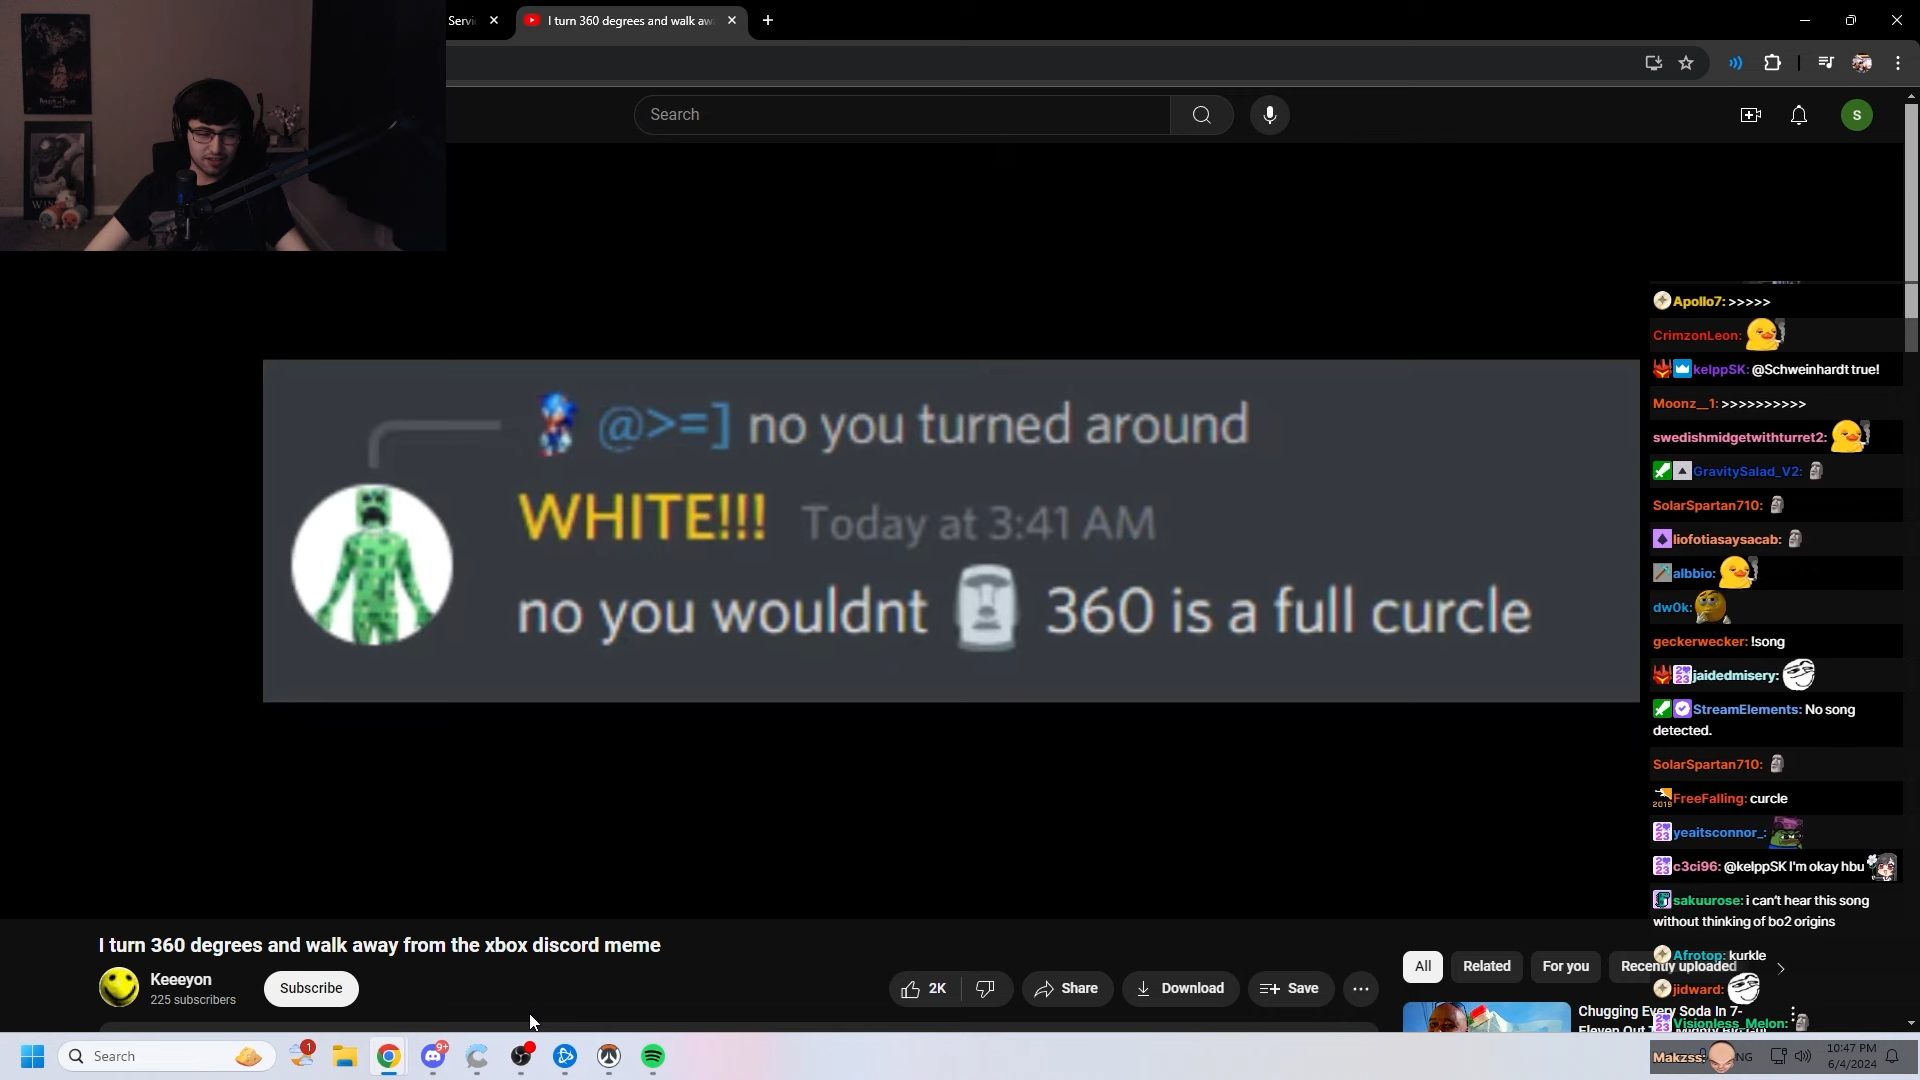 Servi
I turn 360 degrees and walk aw
Search
S
@>=] no you turned around
WHITE!!! Today at 3:41 AM
no you wouldnt 🗿 360 is a full curcle
Apollo7: >>>>>
CrimzonLeon:
kelppSK: @Schweinhardt true!
Moonz__1: >>>>>>>>>>
swedishmidgetwithturret2:
GravitySalad_V2: 🗿
SolarSpartan710: 🗿
liofotiasaysacab: 🗿
albbio:
dw0k:
geckerwecker: !song
jaidedmisery:
StreamElements: No song
detected.
SolarSpartan710: 🗿
2019 FreeFalling: curcle
yeaitsconnor_:
c3ci96: @kelppSK I'm okay hbu
sakuurose: i can't hear this song
without thinking of bo2 origins
Afrotop: kurkle
jidward:
Visionless_Melon: 🗿
Makzss:
I turn 360 degrees and walk away from the xbox discord meme
Keeeyon
225 subscribers
Subscribe
2K
Share
Download
Save
All
Related
For you
Recently uploaded
Chugging Every Soda In 7-
Eleven Out
Search
1
9+
10:47 PM
6/4/2024